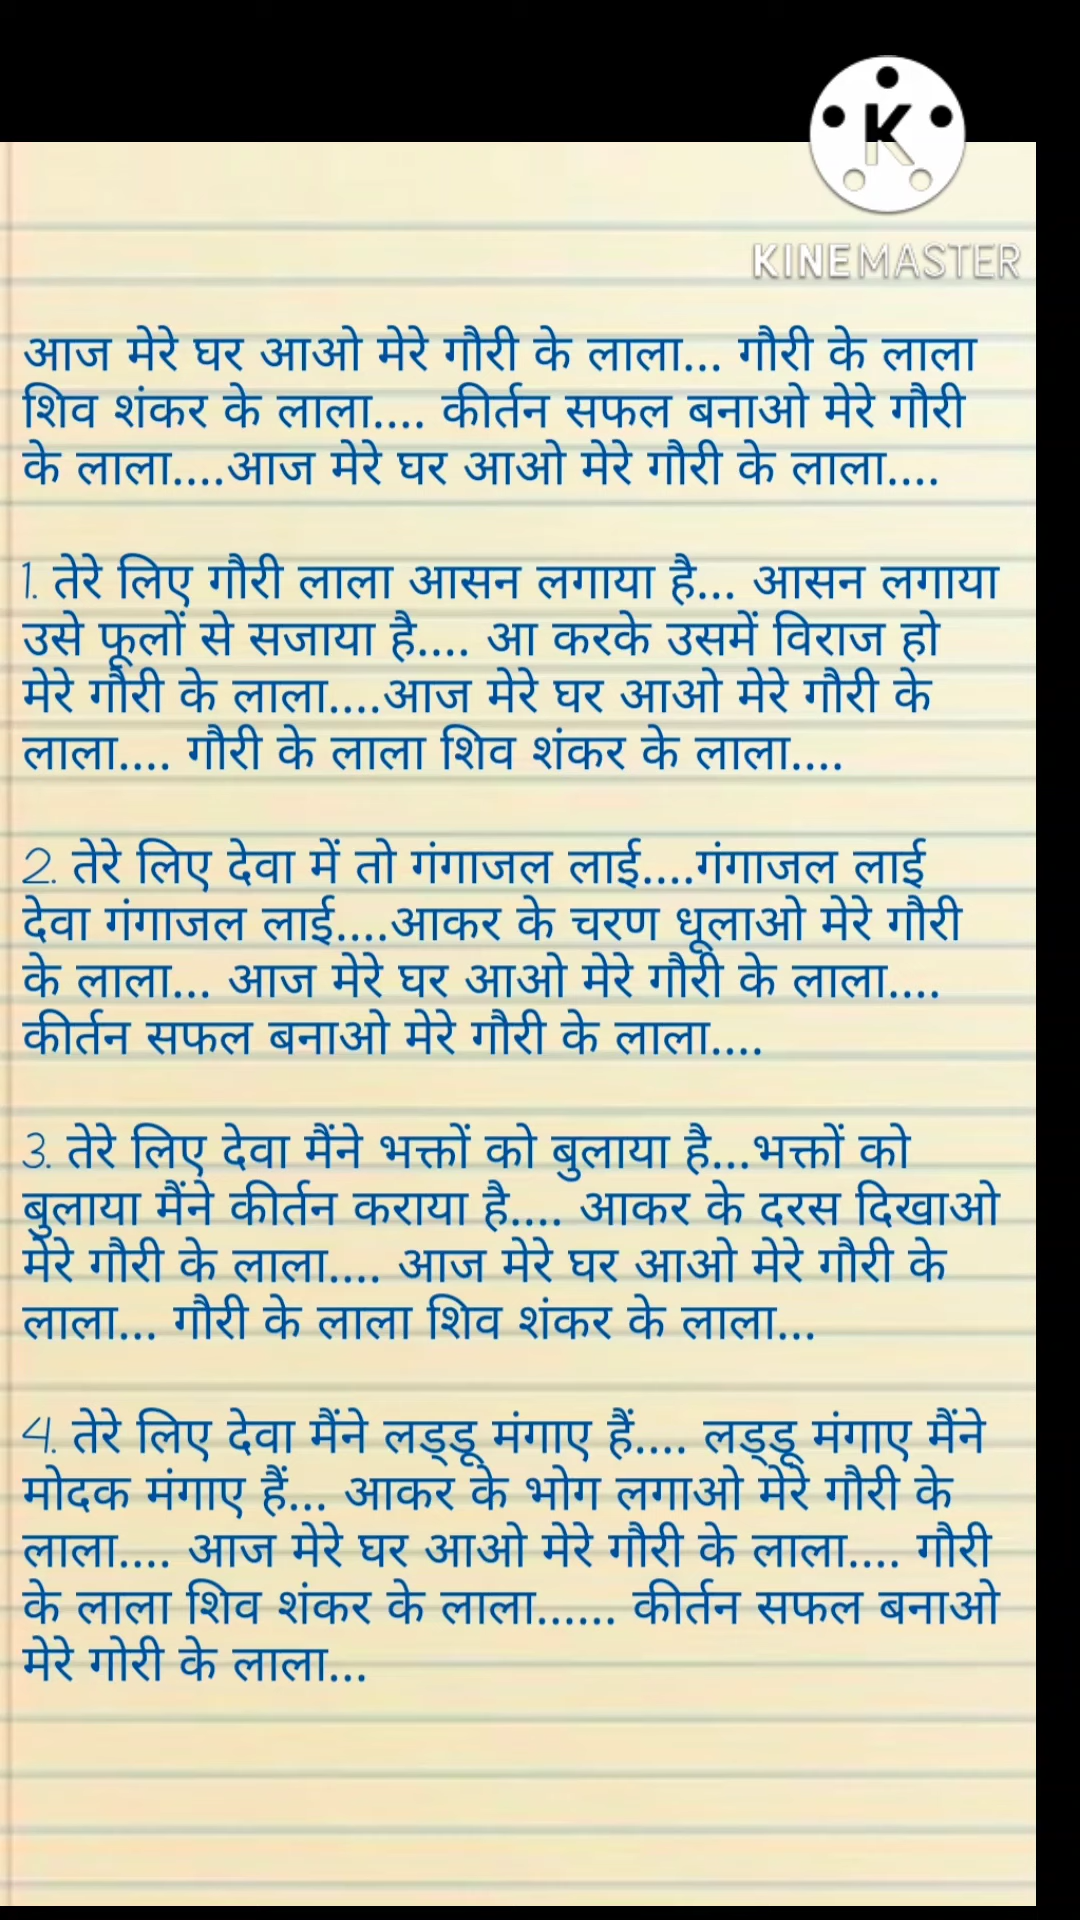 K
KINEMASTER
आज मेरे घर आओ मेरे गौरी के लाला... गौरी के लाला
शिव शंकर के लाला.... कीर्तन सफल बनाओ मेरे गौरी
के लाला....आज मेरे घर आओ मेरे गौरी के लाला....
1. तेरे लिए गौरी लाला आसन लगाया है... आसन लगाया
उसे फूलों से सजाया है.... आ करके उसमें विराज हो
मेरे गौरी के लाला....आज मेरे घर आओ मेरे गौरी के
लाला.... गौरी के लाला शिव शंकर के लाला....
2. तेरे लिए देवा में तो गंगाजल लाई....गंगाजल लाई
देवा गंगाजल लाई....आकर के चरण धूलाओ मेरे गौरी
के लाला... आज मेरे घर आओ मेरे गौरी के लाला....
कीर्तन सफल बनाओ मेरे गौरी के लाला....
3. तेरे लिए देवा मैंने भक्तों को बुलाया है...भक्तों को
बुलाया मैंने कीर्तन कराया है.... आकर के दरस दिखाओ
मेरे गौरी के लाला.... आज मेरे घर आओ मेरे गौरी के
लाला... गौरी के लाला शिव शंकर के लाला...
4. तेरे लिए देवा मैंने लड्डू मंगाए हैं.... लड्डू मंगाए मैंने
मोदक मंगाए हैं... आकर के भोग लगाओ मेरे गौरी के
लाला.... आज मेरे घर आओ मेरे गौरी के लाला.... गौरी
के लाला शिव शंकर के लाला...... कीर्तन सफल बनाओ
मेरे गोरी के लाला...